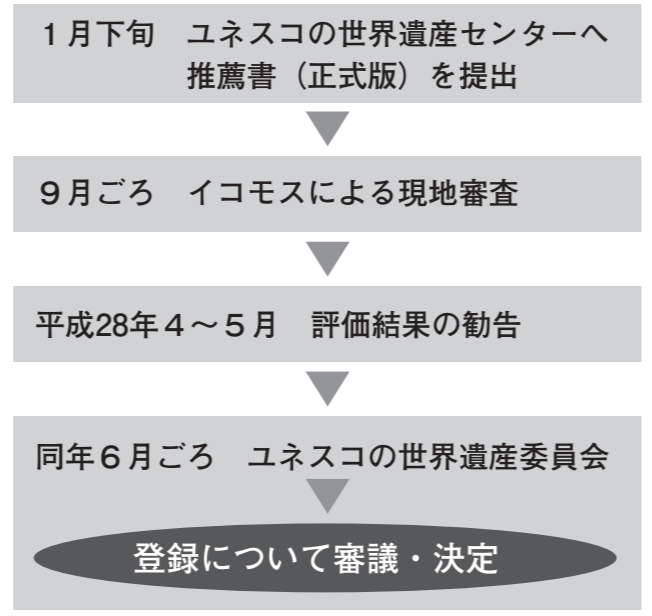 １月下旬　ユネスコの世界遺産センターへ
推薦書（正式版）を提出
９月ごろ　イコモスによる現地審査
平成28年４～５月　評価結果の勧告
同年６月ごろ　ユネスコの世界遺産委員会
登録について審議・決定